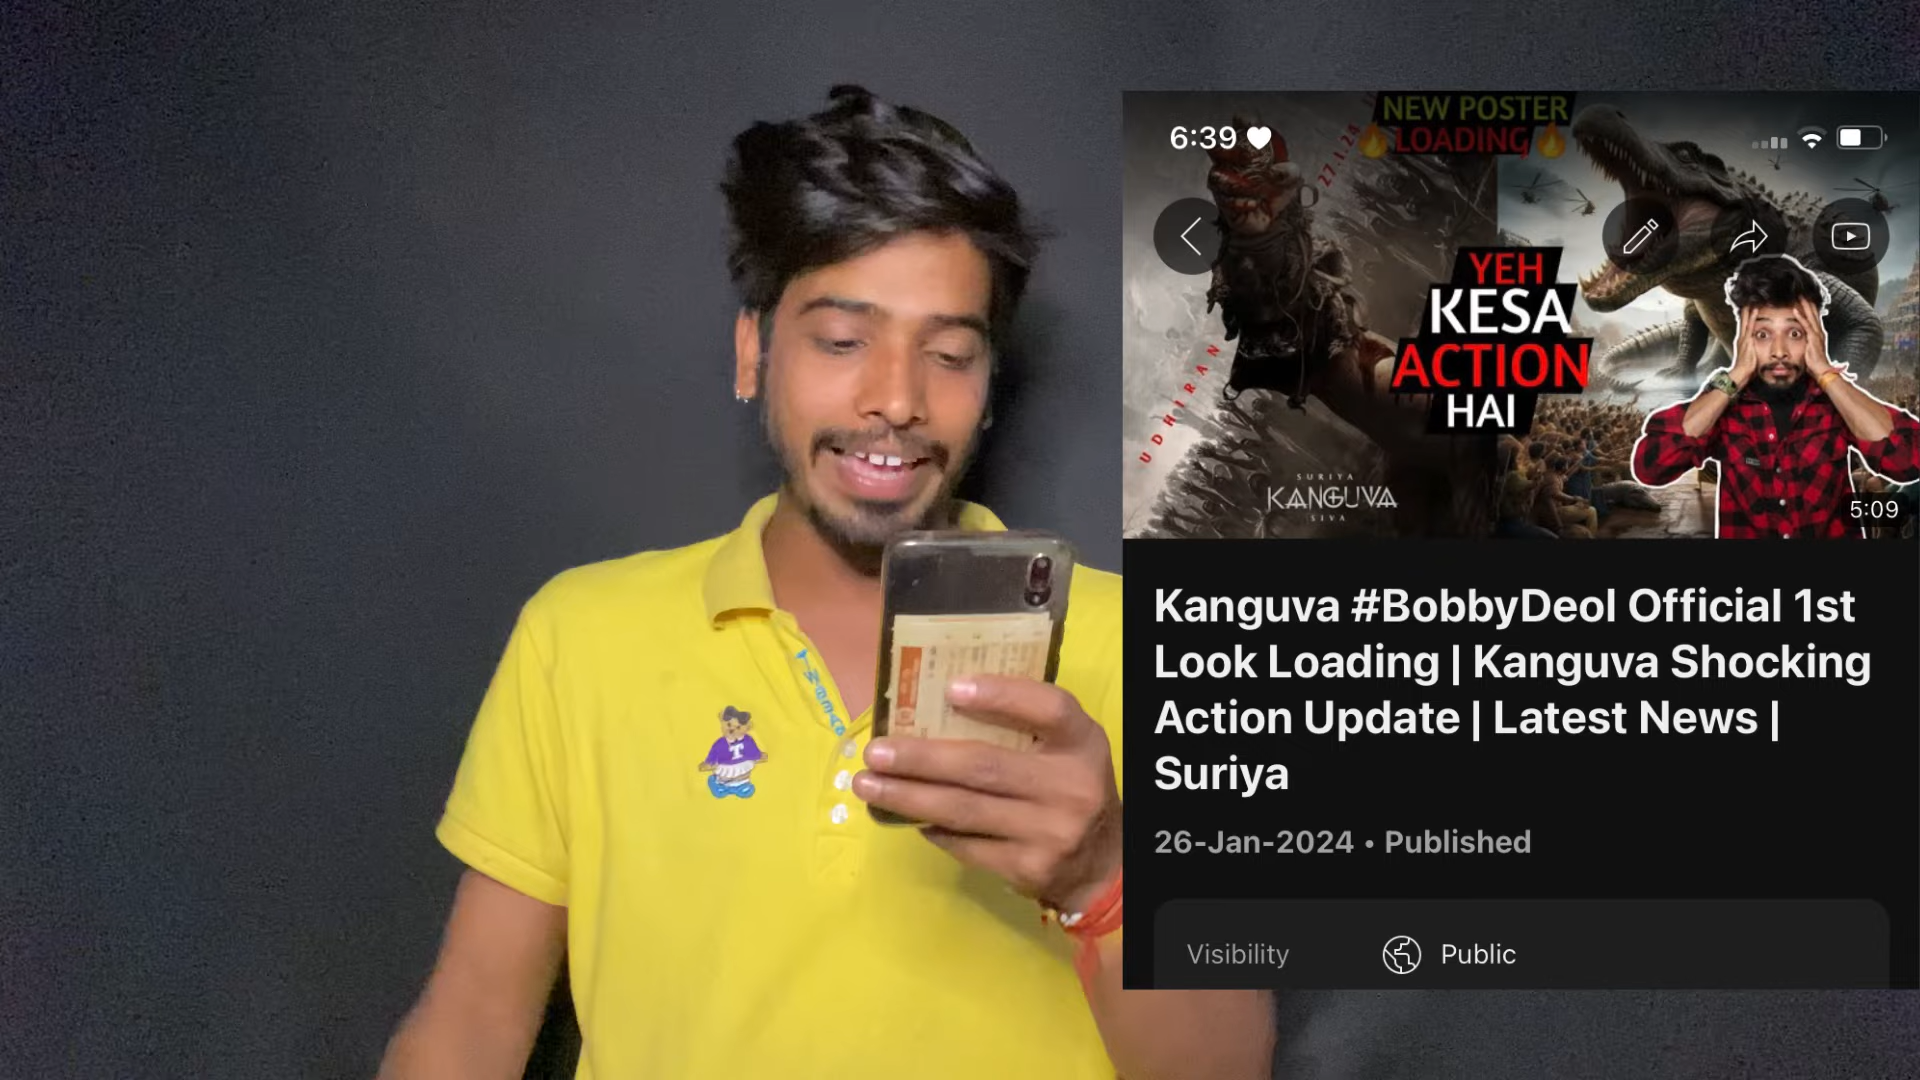 NEW POSTER
🔥LOADING🔥
6:39
27.1.28
YEH
KESA
ACTION
HAI
UDHIRAN
SURIYA
KANGUVA
SIVA
5:09
T
Kanguva #BobbyDeol Official 1st
Look Loading | Kanguva Shocking
Action Update | Latest News |
Suriya
26-Jan-2024 • Published
Visibility
Public